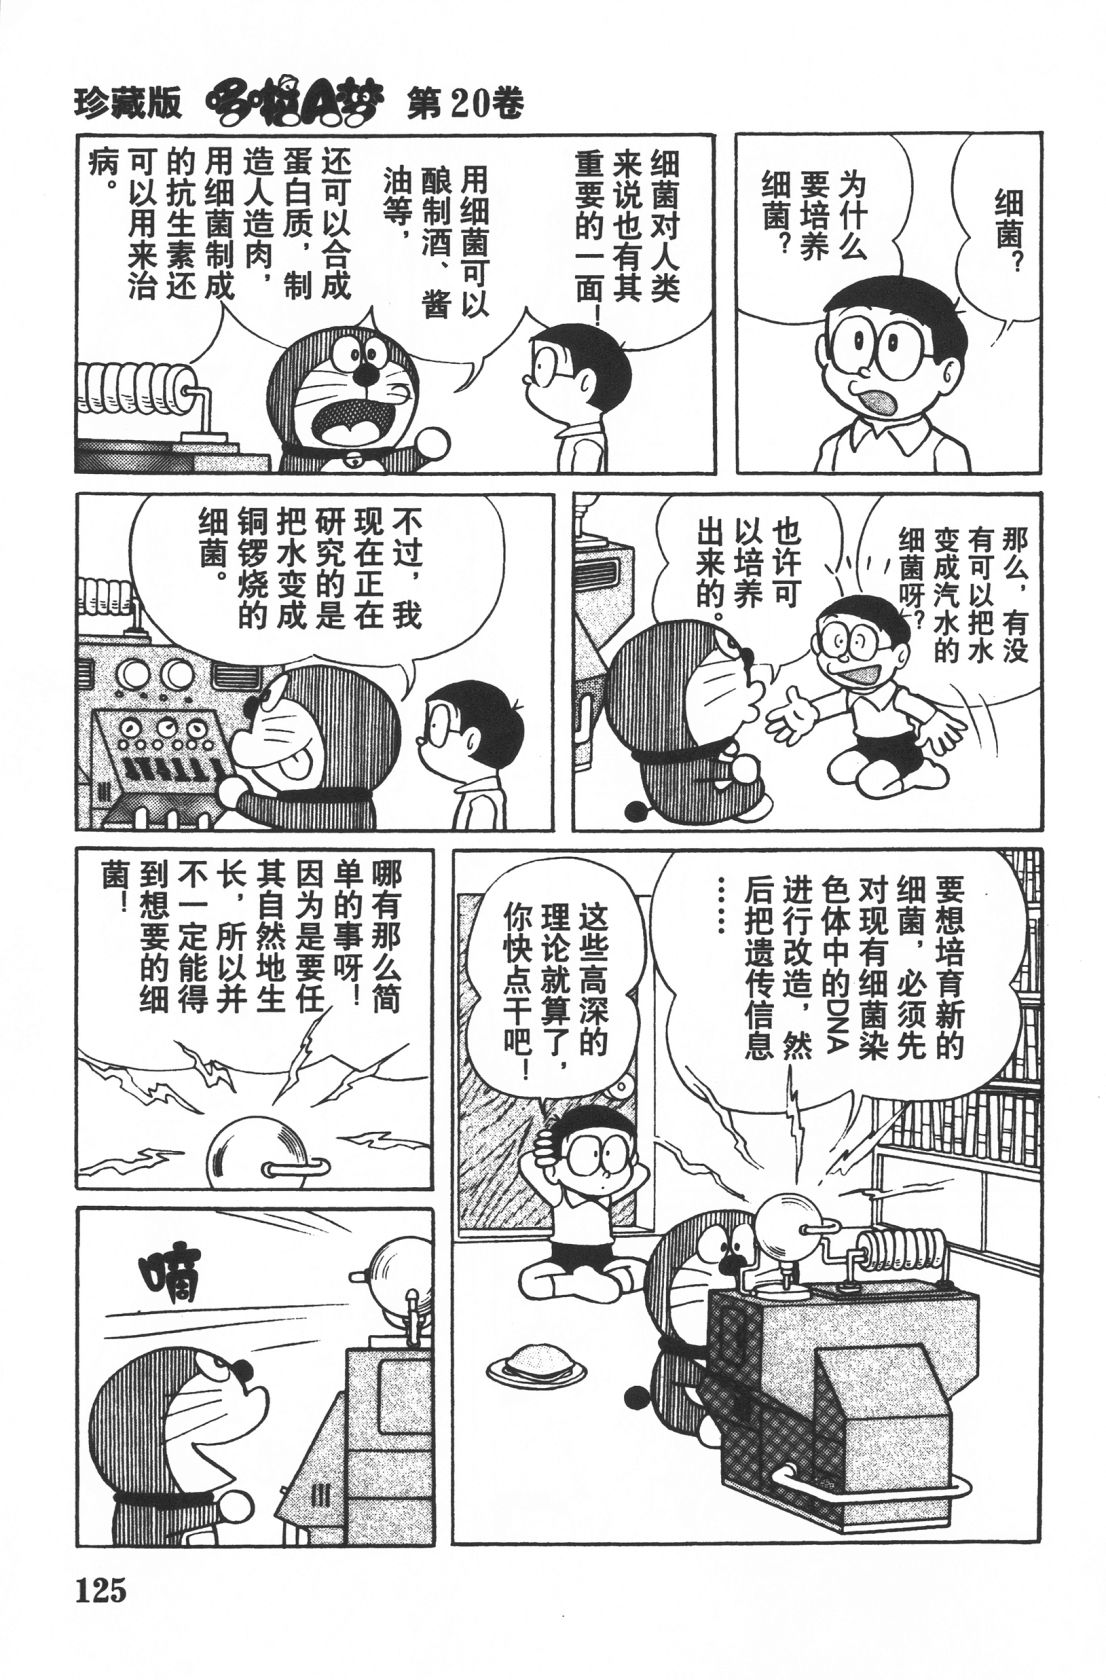 珍藏版 哆啦A梦 第20卷
细菌?
为什么
要培养
细菌?
细菌对人类
来说也有其
重要的一面!
用细菌可以
酿制酒、酱
油等,
还可以合成
蛋白质,制
造人造肉,
用细菌制成
的抗生素还
可以用来治
病。
那么,有没
有可以把水
变成汽水的
细菌呀?
也许可
以培养
出来的。
不过,我
现在正在
研究的是
把水变成
铜锣烧的
细菌。
要想培育新的
细菌,必须先
对现有细菌染
色体中的DNA
进行改造,然
后把遗传信息
……
这些高深的
理论就算了,
你快点干吧!
哪有那么简
单的事呀!
因为是要任
其自然地生
长,所以并
不一定能得
到想要的细
菌!
嘀
125